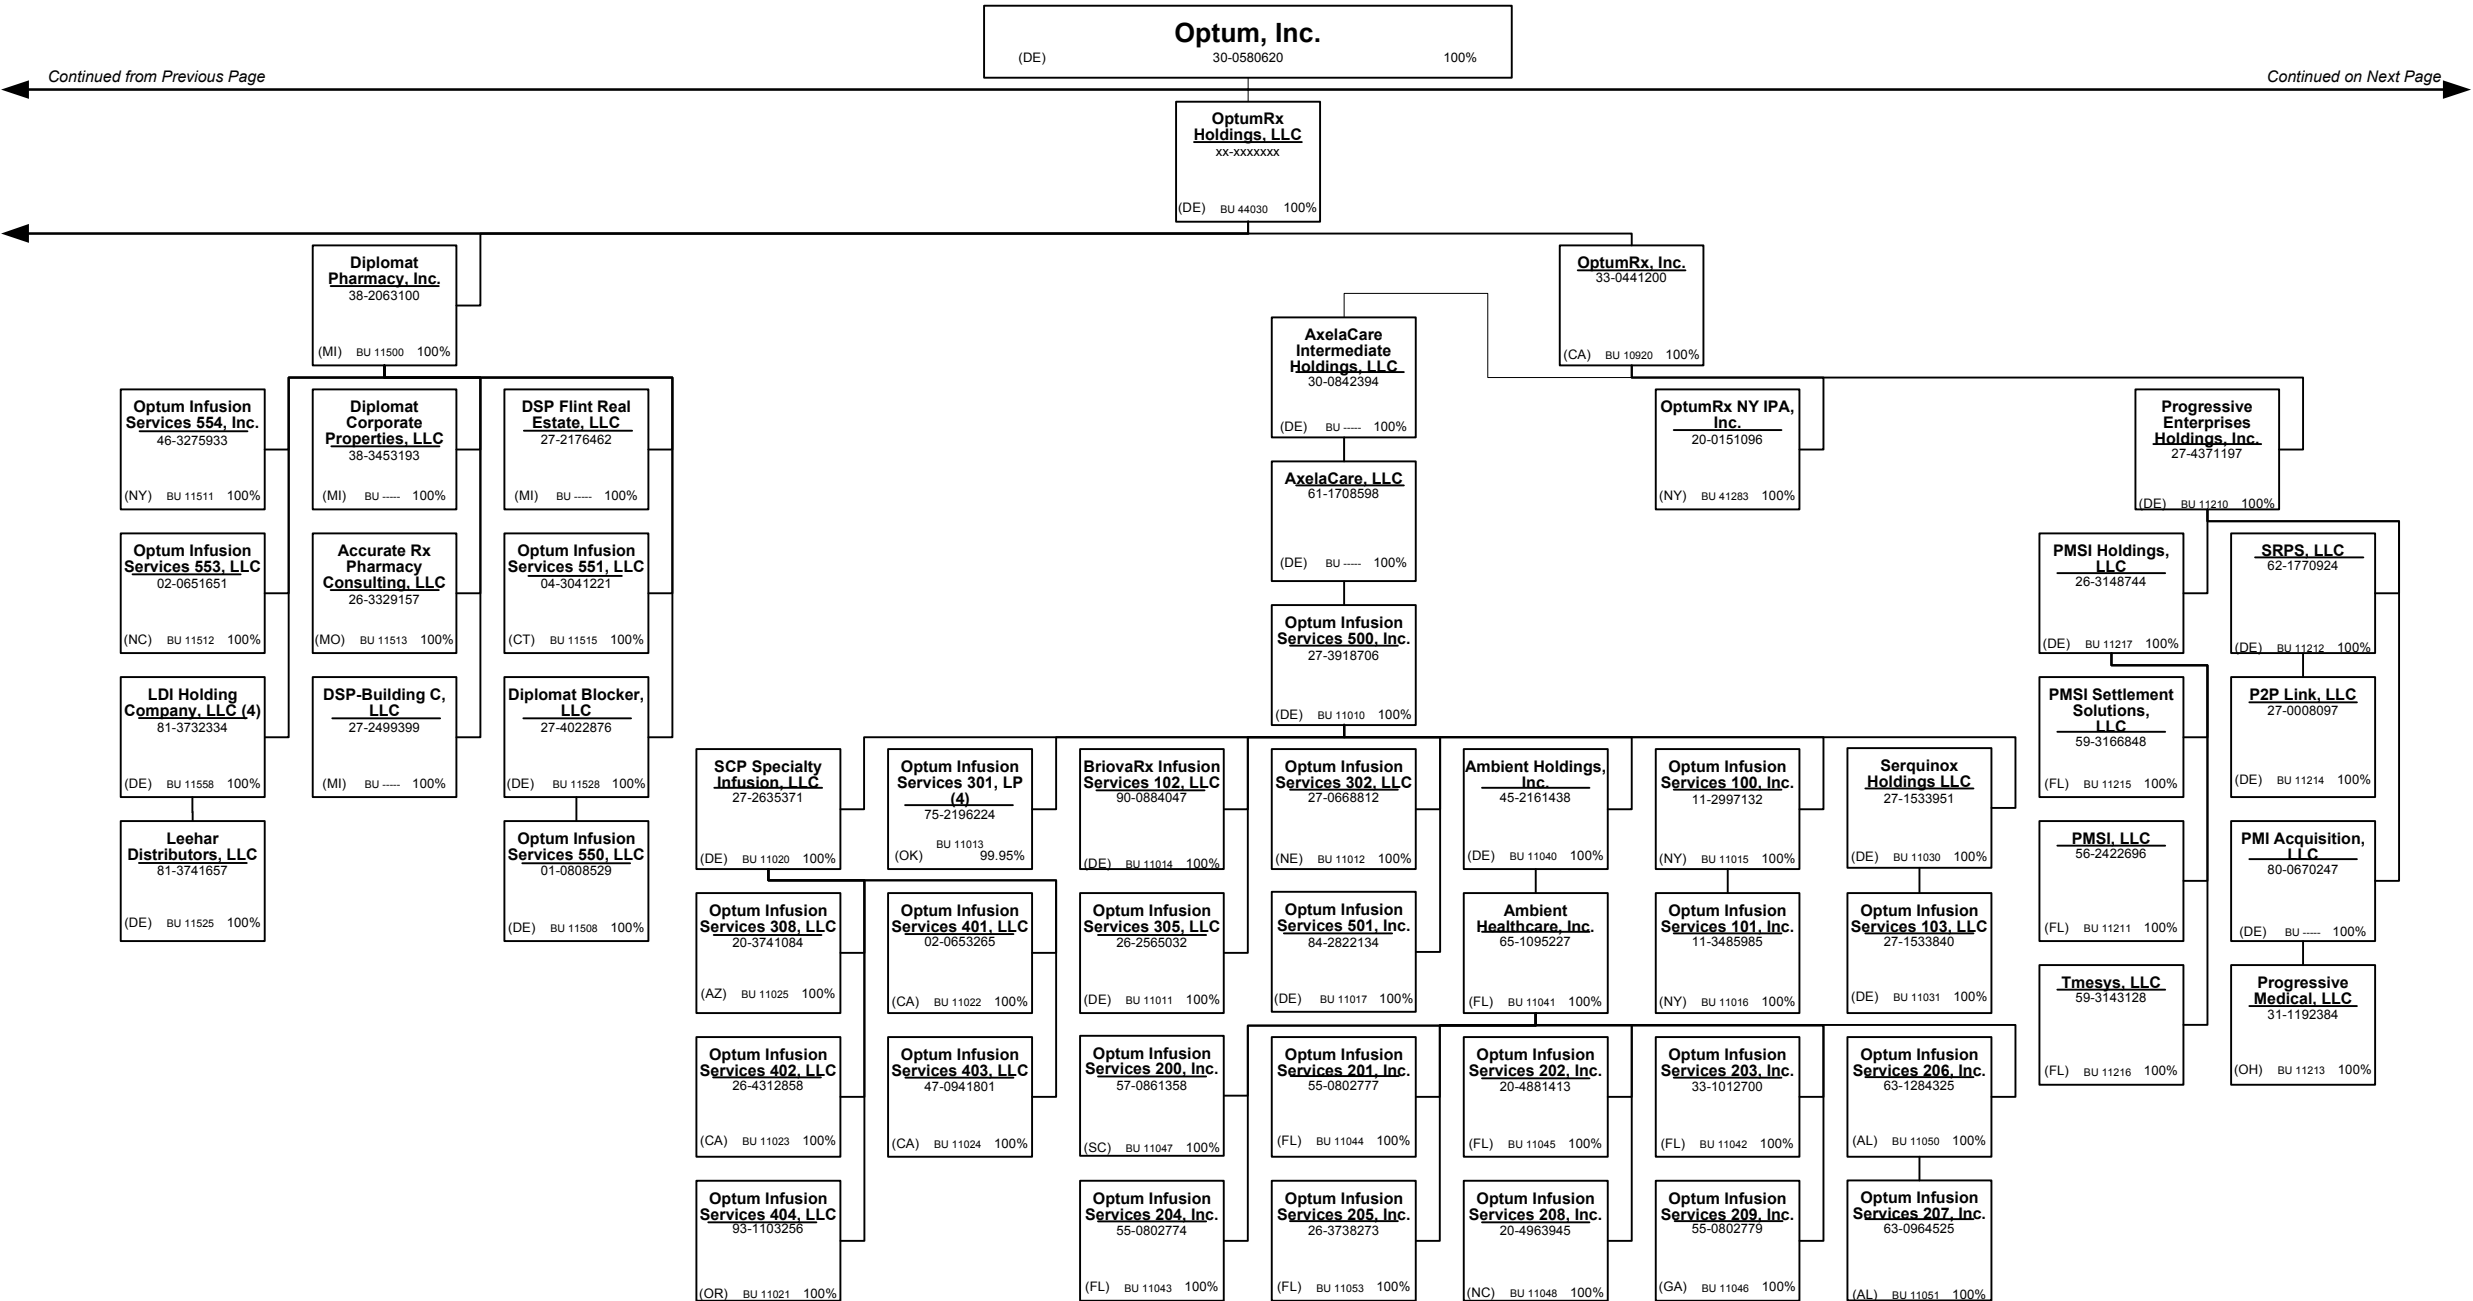 Optum, Inc.
(DE) 30-0580620 100%
Continued from Previous Page
Continued on Next Page
OptumRx
Holdings, LLC
xx-xxxxxxx
(DE) BU 44030 100%
Diplomat
Pharmacy, Inc.
38-2063100
(MI) BU 11500 100%
OptumRx, Inc.
33-0441200
(CA) BU 10920 100%
AxelaCare
Intermediate
Holdings, LLC
30-0842394
(DE) BU ----- 100%
Optum Infusion
Services 554, Inc.
46-3275933
(NY) BU 11511 100%
Diplomat
Corporate
Properties, LLC
38-3453193
(MI) BU ----- 100%
DSP Flint Real
Estate, LLC
27-2176462
(MI) BU ----- 100%
OptumRx NY IPA,
Inc.
20-0151096
(NY) BU 41283 100%
Progressive
Enterprises
Holdings, Inc.
27-4371197
(DE) BU 11210 100%
AxelaCare, LLC
61-1708598
(DE) BU ----- 100%
Optum Infusion
Services 553, LLC
02-0651651
(NC) BU 11512 100%
Accurate Rx
Pharmacy
Consulting, LLC
26-3329157
(MO) BU 11513 100%
Optum Infusion
Services 551, LLC
04-3041221
(CT) BU 11515 100%
PMSI Holdings,
LLC
26-3148744
(DE) BU 11217 100%
SRPS, LLC
62-1770924
(DE) BU 11212 100%
Optum Infusion
Services 500, Inc.
27-3918706
(DE) BU 11010 100%
LDI Holding
Company, LLC (4)
81-3732334
(DE) BU 11558 100%
DSP-Building C,
LLC
27-2499399
(MI) BU ----- 100%
Diplomat Blocker,
LLC
27-4022876
(DE) BU 11528 100%
PMSI Settlement
Solutions,
LLC
59-3166848
(FL) BU 11215 100%
P2P Link, LLC
27-0008097
(DE) BU 11214 100%
SCP Specialty
Infusion, LLC
27-2635371
(DE) BU 11020 100%
Optum Infusion
Services 301, LP
(4)
75-2196224
BU 11013
(OK) 99.95%
BriovaRx Infusion
Services 102, LLC
90-0884047
(DE) BU 11014 100%
Optum Infusion
Services 302, LLC
27-0668812
(NE) BU 11012 100%
Ambient Holdings,
Inc.
45-2161438
(DE) BU 11040 100%
Optum Infusion
Services 100, Inc.
11-2997132
(NY) BU 11015 100%
Serquinox
Holdings LLC
27-1533951
(DE) BU 11030 100%
Leehar
Distributors, LLC
81-3741657
(DE) BU 11525 100%
Optum Infusion
Services 550, LLC
01-0808529
(DE) BU 11508 100%
PMSI, LLC
56-2422696
(FL) BU 11211 100%
PMI Acquisition,
LLC
80-0670247
(DE) BU ----- 100%
Optum Infusion
Services 308, LLC
20-3741084
(AZ) BU 11025 100%
Optum Infusion
Services 401, LLC
02-0653265
(CA) BU 11022 100%
Optum Infusion
Services 305, LLC
26-2565032
(DE) BU 11011 100%
Optum Infusion
Services 501, Inc.
84-2822134
(DE) BU 11017 100%
Ambient
Healthcare, Inc.
65-1095227
(FL) BU 11041 100%
Optum Infusion
Services 101, Inc.
11-3485985
(NY) BU 11016 100%
Optum Infusion
Services 103, LLC
27-1533840
(DE) BU 11031 100%
Tmesys, LLC
59-3143128
(FL) BU 11216 100%
Progressive
Medical, LLC
31-1192384
(OH) BU 11213 100%
Optum Infusion
Services 402, LLC
26-4312858
(CA) BU 11023 100%
Optum Infusion
Services 403, LLC
47-0941801
(CA) BU 11024 100%
Optum Infusion
Services 200, Inc.
57-0861358
(SC) BU 11047 100%
Optum Infusion
Services 201, Inc.
55-0802777
(FL) BU 11044 100%
Optum Infusion
Services 202, Inc.
20-4881413
(FL) BU 11045 100%
Optum Infusion
Services 203, Inc.
33-1012700
(FL) BU 11042 100%
Optum Infusion
Services 206, Inc.
63-1284325
(AL) BU 11050 100%
Optum Infusion
Services 404, LLC
93-1103256
(OR) BU 11021 100%
Optum Infusion
Services 204, Inc.
55-0802774
(FL) BU 11043 100%
Optum Infusion
Services 205, Inc.
26-3738273
(FL) BU 11053 100%
Optum Infusion
Services 208, Inc.
20-4963945
(NC) BU 11048 100%
Optum Infusion
Services 209, Inc.
55-0802779
(GA) BU 11046 100%
Optum Infusion
Services 207, Inc.
63-0964525
(AL) BU 11051 100%